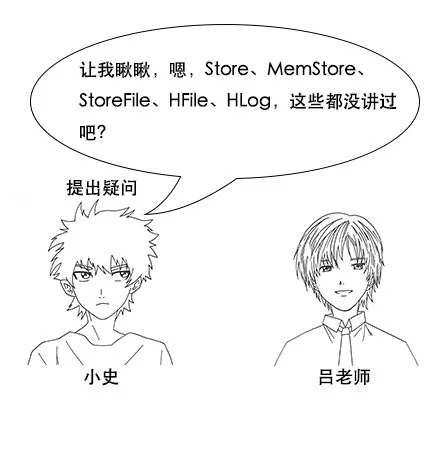 让我瞅瞅，嗯，Store、MemStore、
StoreFile、HFile、HLog，这些都没讲过
吧？
提出疑问
小史
吕老师